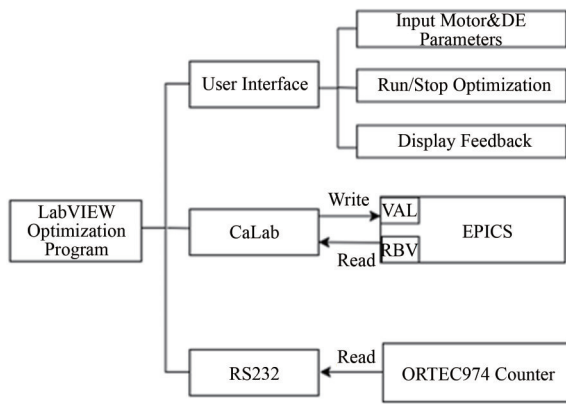 Input Motor&DE
Parameters
User Interface
Run/Stop Optimization
Display Feedback
LabVIEW
Optimization
Program
CaLab
Write
VAL
EPICS
RBV
Read
RS232
Read
ORTEC974 Counter